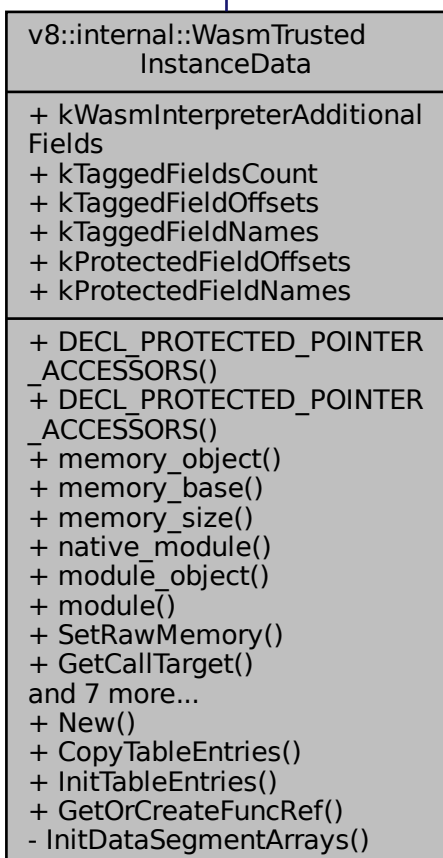 v8::internal::WasmTrusted
InstanceData
+ kWasmInterpreterAdditional
Fields
+ kTaggedFieldsCount
+ kTaggedFieldOffsets
+ kTaggedFieldNames
+ kProtectedFieldOffsets
+ kProtectedFieldNames
+ DECL_PROTECTED_POINTER
_ACCESSORS()
+ DECL_PROTECTED_POINTER
_ACCESSORS()
+ memory_object()
+ memory_base()
+ memory_size()
+ native_module()
+ module_object()
+ module()
+ SetRawMemory()
+ GetCallTarget()
and 7 more...
+ New()
+ CopyTableEntries()
+ InitTableEntries()
+ GetOrCreateFuncRef()
- InitDataSegmentArrays()